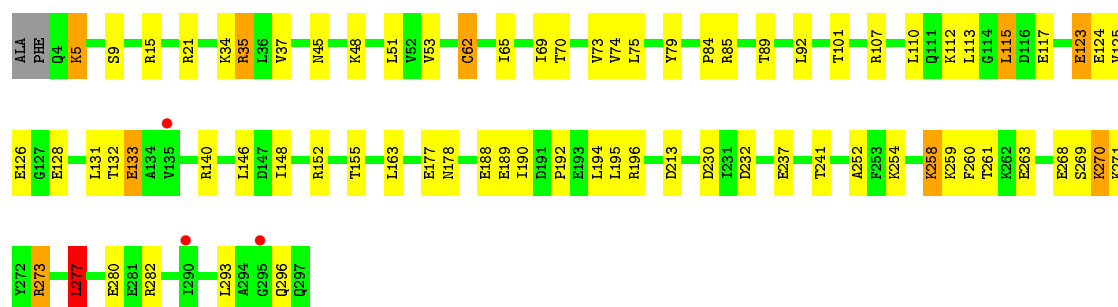 ALA PHE Q4 K5 S9 R15 R21 K34 R35 L36 V37 N45 K48 L51 V52 V53 C62 I65 I69 T70 V73 V74 L75 Y79 P84 R85 T89 L92 T101 R107 L110 Q111 K112 L113 G114 L115 D116 E117 E123 E124 V125
E126 G127 E128 L131 T132 E133 A134 V135 R140 L146 D147 I148 R152 T155 L163 E177 N178 E188 E189 I190 D191 P192 E193 L194 L195 R196 D213 D230 I231 D232 E237 T241 A252 F253 K254 K258 K259 F260 T261 K262 E263 E268 S269 K270 K271
Y272 R273 L277 E280 E281 R282 I290 L293 A294 G295 Q296 Q297